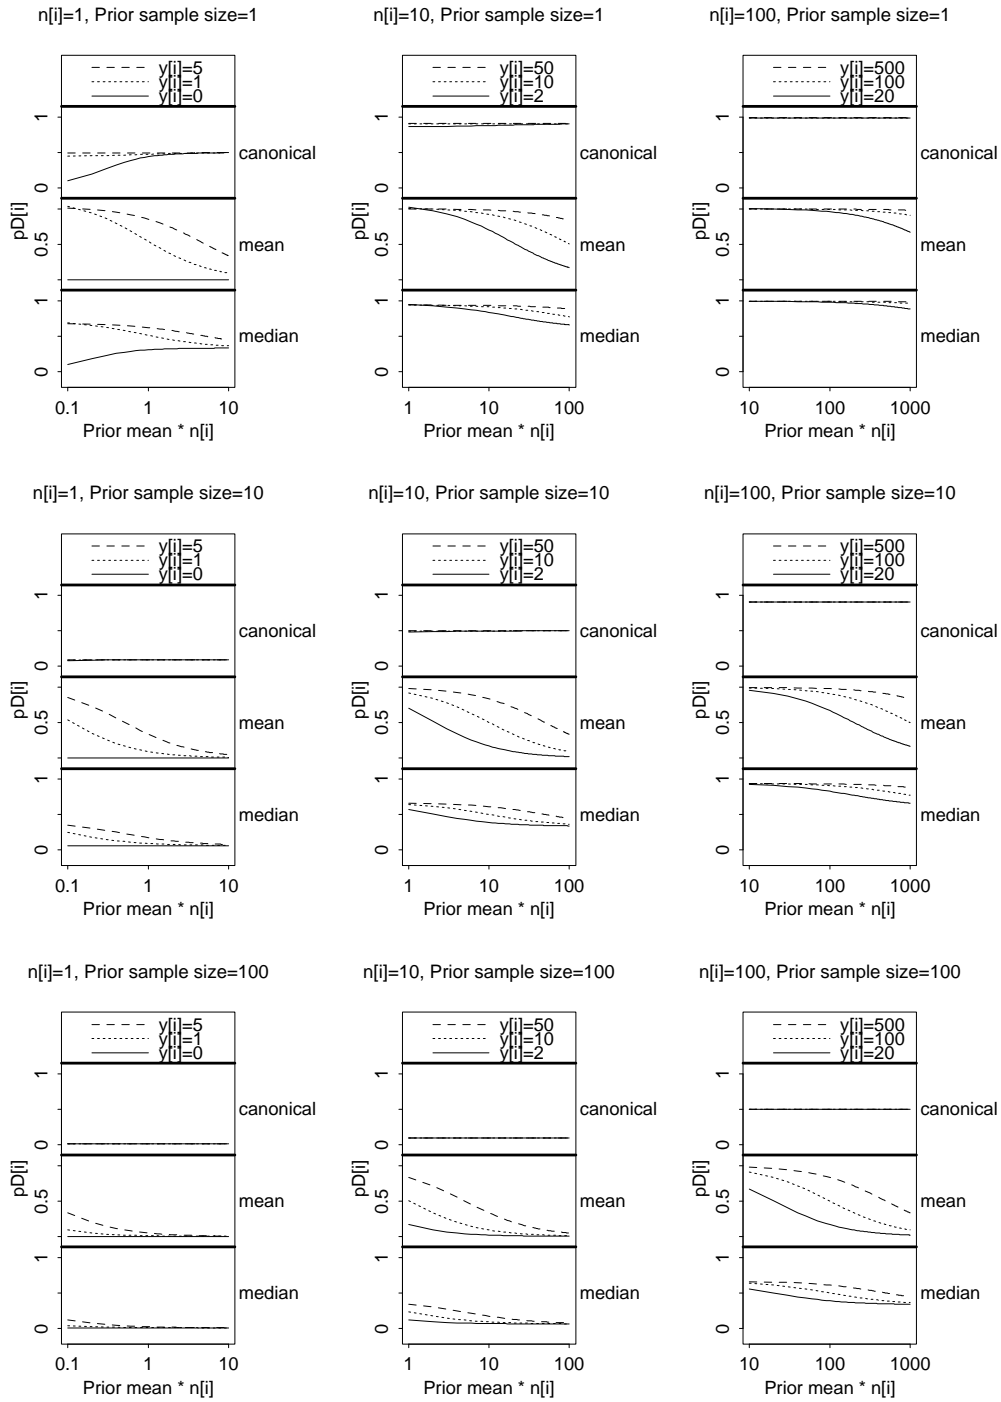 n[i]=1, Prior sample size=1
y[i]=5
y[i]=1
y[i]=0
1
canonical
0
pD[i]
0.5
mean
1
median
0
0.1 1 10
Prior mean * n[i]
n[i]=10, Prior sample size=1
y[i]=50
y[i]=10
y[i]=2
1
canonical
0
pD[i]
0.5
mean
1
median
0
1 10 100
Prior mean * n[i]
n[i]=100, Prior sample size=1
y[i]=500
y[i]=100
y[i]=20
1
canonical
0
pD[i]
0.5
mean
1
median
0
10 100 1000
Prior mean * n[i]
n[i]=1, Prior sample size=10
y[i]=5
y[i]=1
y[i]=0
1
canonical
0
pD[i]
0.5
mean
1
median
0
0.1 1 10
Prior mean * n[i]
n[i]=10, Prior sample size=10
y[i]=50
y[i]=10
y[i]=2
1
canonical
0
pD[i]
0.5
mean
1
median
0
1 10 100
Prior mean * n[i]
n[i]=100, Prior sample size=10
y[i]=500
y[i]=100
y[i]=20
1
canonical
0
pD[i]
0.5
mean
1
median
0
10 100 1000
Prior mean * n[i]
n[i]=1, Prior sample size=100
y[i]=5
y[i]=1
y[i]=0
1
canonical
0
pD[i]
0.5
mean
1
median
0
0.1 1 10
Prior mean * n[i]
n[i]=10, Prior sample size=100
y[i]=50
y[i]=10
y[i]=2
1
canonical
0
pD[i]
0.5
mean
1
median
0
1 10 100
Prior mean * n[i]
n[i]=100, Prior sample size=100
y[i]=500
y[i]=100
y[i]=20
1
canonical
0
pD[i]
0.5
mean
1
median
0
10 100 1000
Prior mean * n[i]